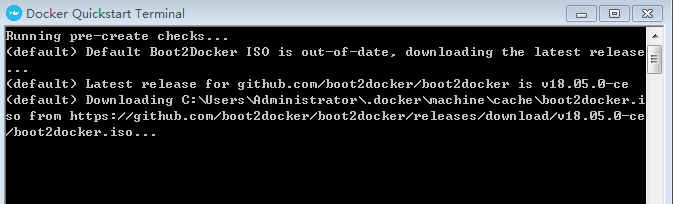 Docker Quickstart Terminal
Running pre-create checks...
(default) Default Boot2Docker ISO is out-of-date, downloading the latest release
...
(default) Latest release for github.com/boot2docker/boot2docker is v18.05.0-ce
(default) Downloading C:\Users\Administrator\.docker\machine\cache\boot2docker.i
so from https://github.com/boot2docker/boot2docker/releases/download/v18.05.0-ce
/boot2docker.iso...